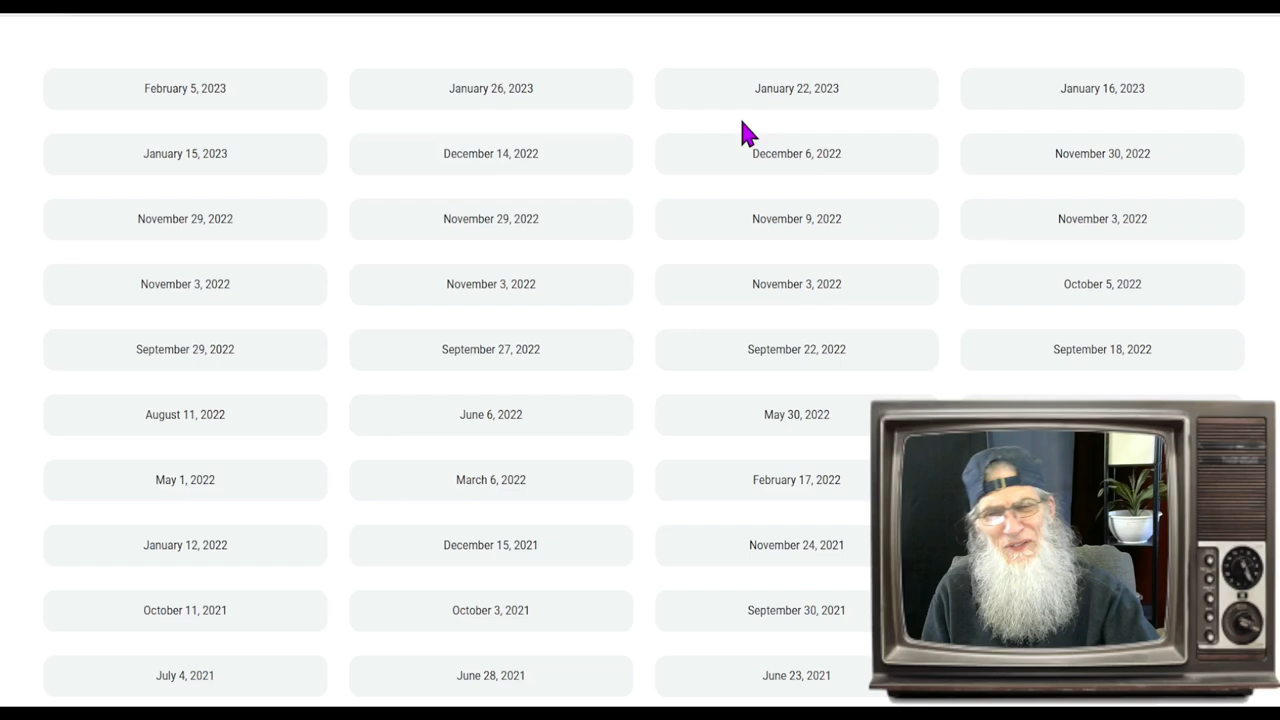 February 5, 2023
January 26, 2023
January 22, 2023
January 16, 2023
January 15, 2023
December 14, 2022
December 6, 2022
November 30, 2022
November 29, 2022
November 29, 2022
November 9, 2022
November 3, 2022
November 3, 2022
November 3, 2022
November 3, 2022
October 5, 2022
September 29, 2022
September 27, 2022
September 22, 2022
September 18, 2022
August 11, 2022
June 6, 2022
May 30, 2022
May 1, 2022
March 6, 2022
February 17, 2022
January 12, 2022
December 15, 2021
November 24, 2021
October 11, 2021
October 3, 2021
September 30, 2021
July 4, 2021
June 28, 2021
June 23, 2021